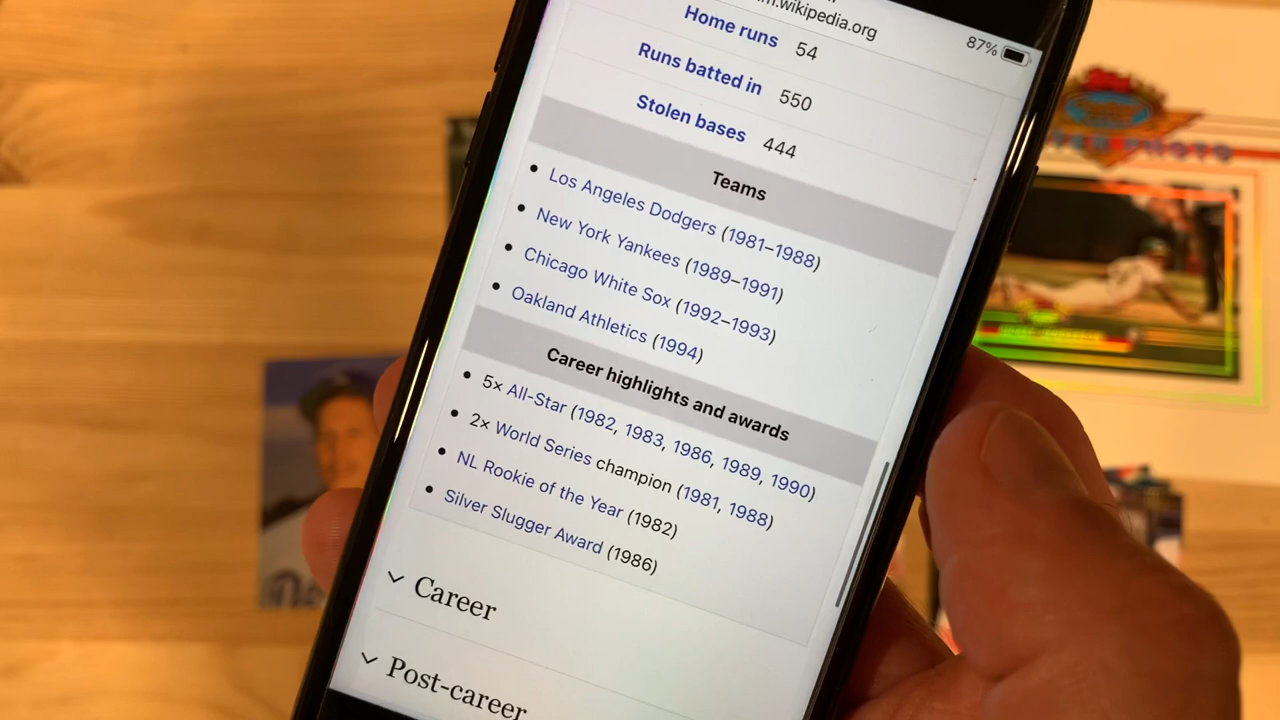 m.wikipedia.org
87%
Home runs 54
Runs batted in 550
Stolen bases 444
Teams
Los Angeles Dodgers (1981–1988)
New York Yankees (1989–1991)
Chicago White Sox (1992–1993)
Oakland Athletics (1994)
Career highlights and awards
5× All-Star (1982, 1983, 1986, 1989, 1990)
2× World Series champion (1981, 1988)
NL Rookie of the Year (1982)
Silver Slugger Award (1986)
Career
Post-career